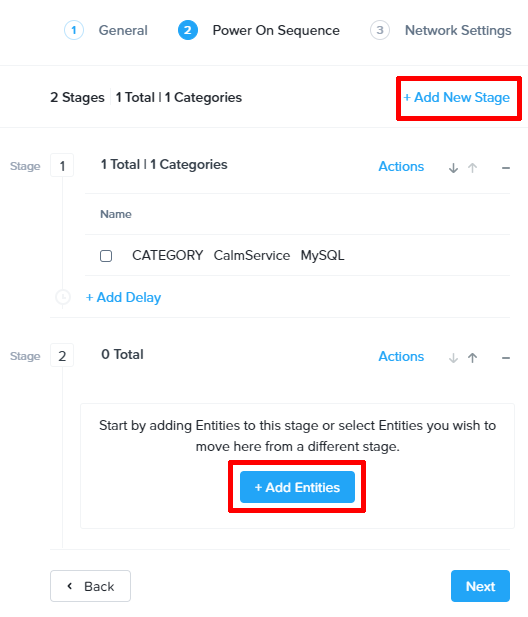 1 General 2 Power On Sequence 3 Network Settings
2 Stages 1 Total | 1 Categories + Add New Stage
Stage 1 1 Total | 1 Categories Actions
Name
CATEGORY CalmService MySQL
+ Add Delay
Stage 2 0 Total Actions
Start by adding Entities to this stage or select Entities you wish to
move here from a different stage.
+ Add Entities
Back Next